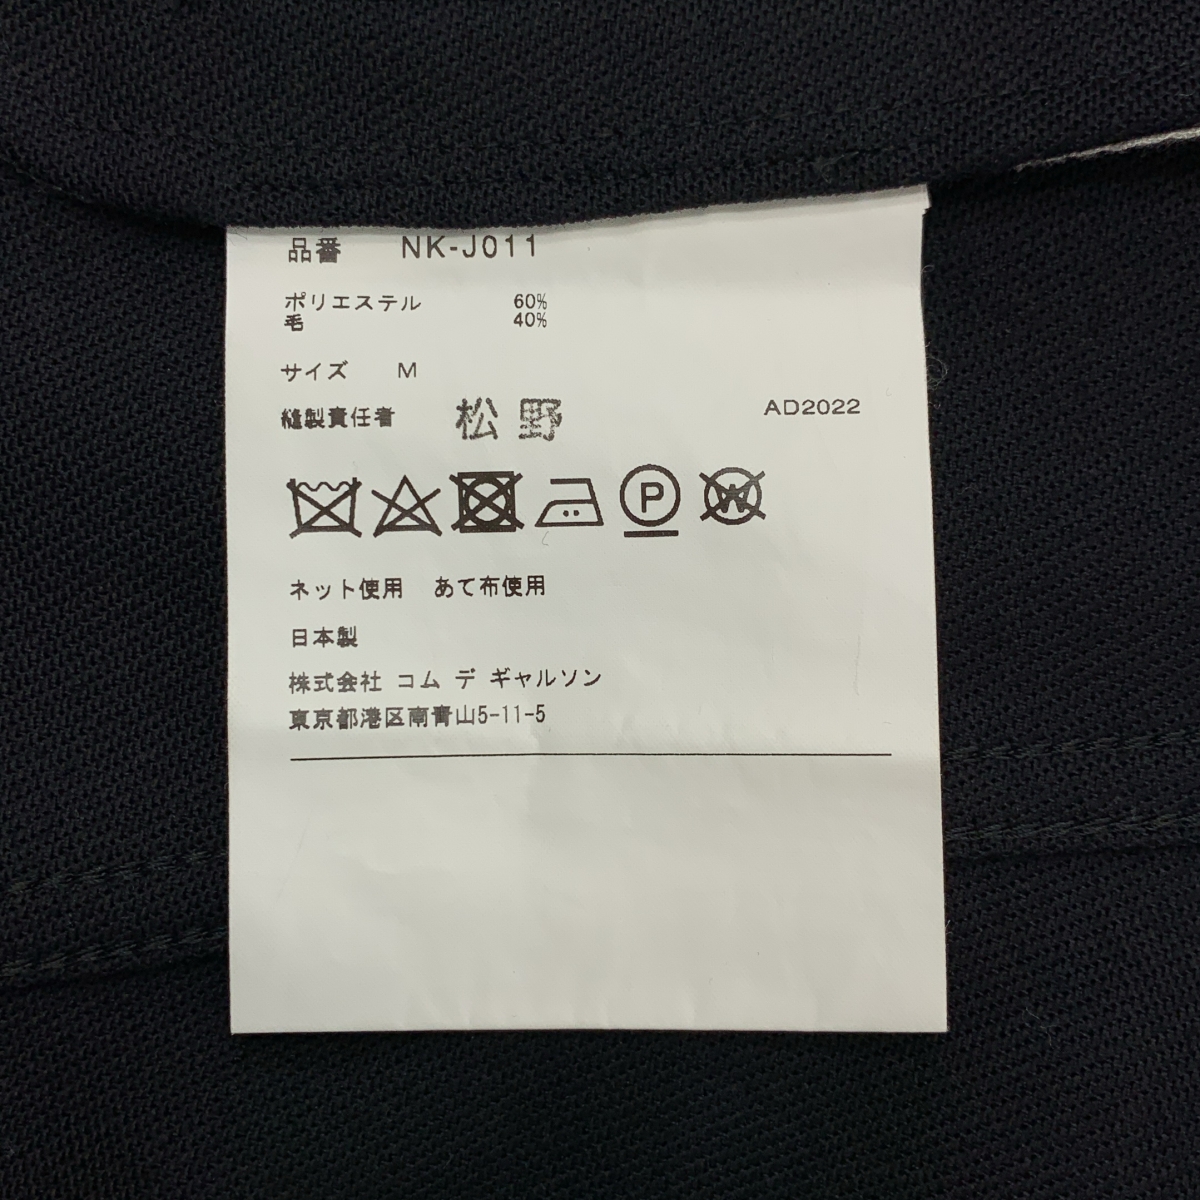 品番 NK-J011
ポリエステル 60%
毛 40%
サイズ M
縫製責任者 松野 AD2022
P W
ネット使用 あて布使用
日本製
株式会社 コム デ ギャルソン
東京都港区南青山5-11-5